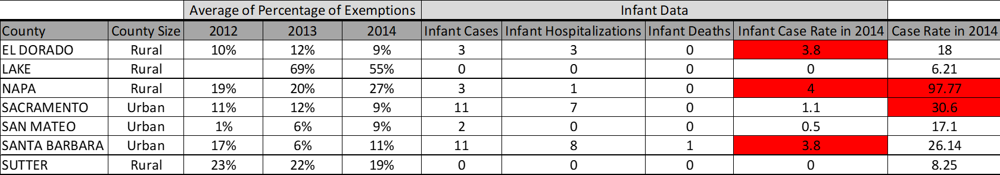 Average of Percentage of Exemptions Infant Data
County County Size 2012 2013 2014 Infant Cases Infant Hospitalizations Infant Deaths Infant Case Rate in 2014 Case Rate in 2014
EL DORADO Rural 10% 12% 9% 3 3 0 3.8 18
LAKE Rural 69% 55% 0 0 0 0 6.21
NAPA Rural 19% 20% 27% 3 1 0 4 97.77
SACRAMENTO Urban 11% 12% 9% 11 7 0 1.1 30.6
SAN MATEO Urban 1% 6% 9% 2 0 0 0.5 17.1
SANTA BARBARA Urban 17% 6% 11% 11 8 1 3.8 26.14
SUTTER Rural 23% 22% 19% 0 0 0 0 8.25